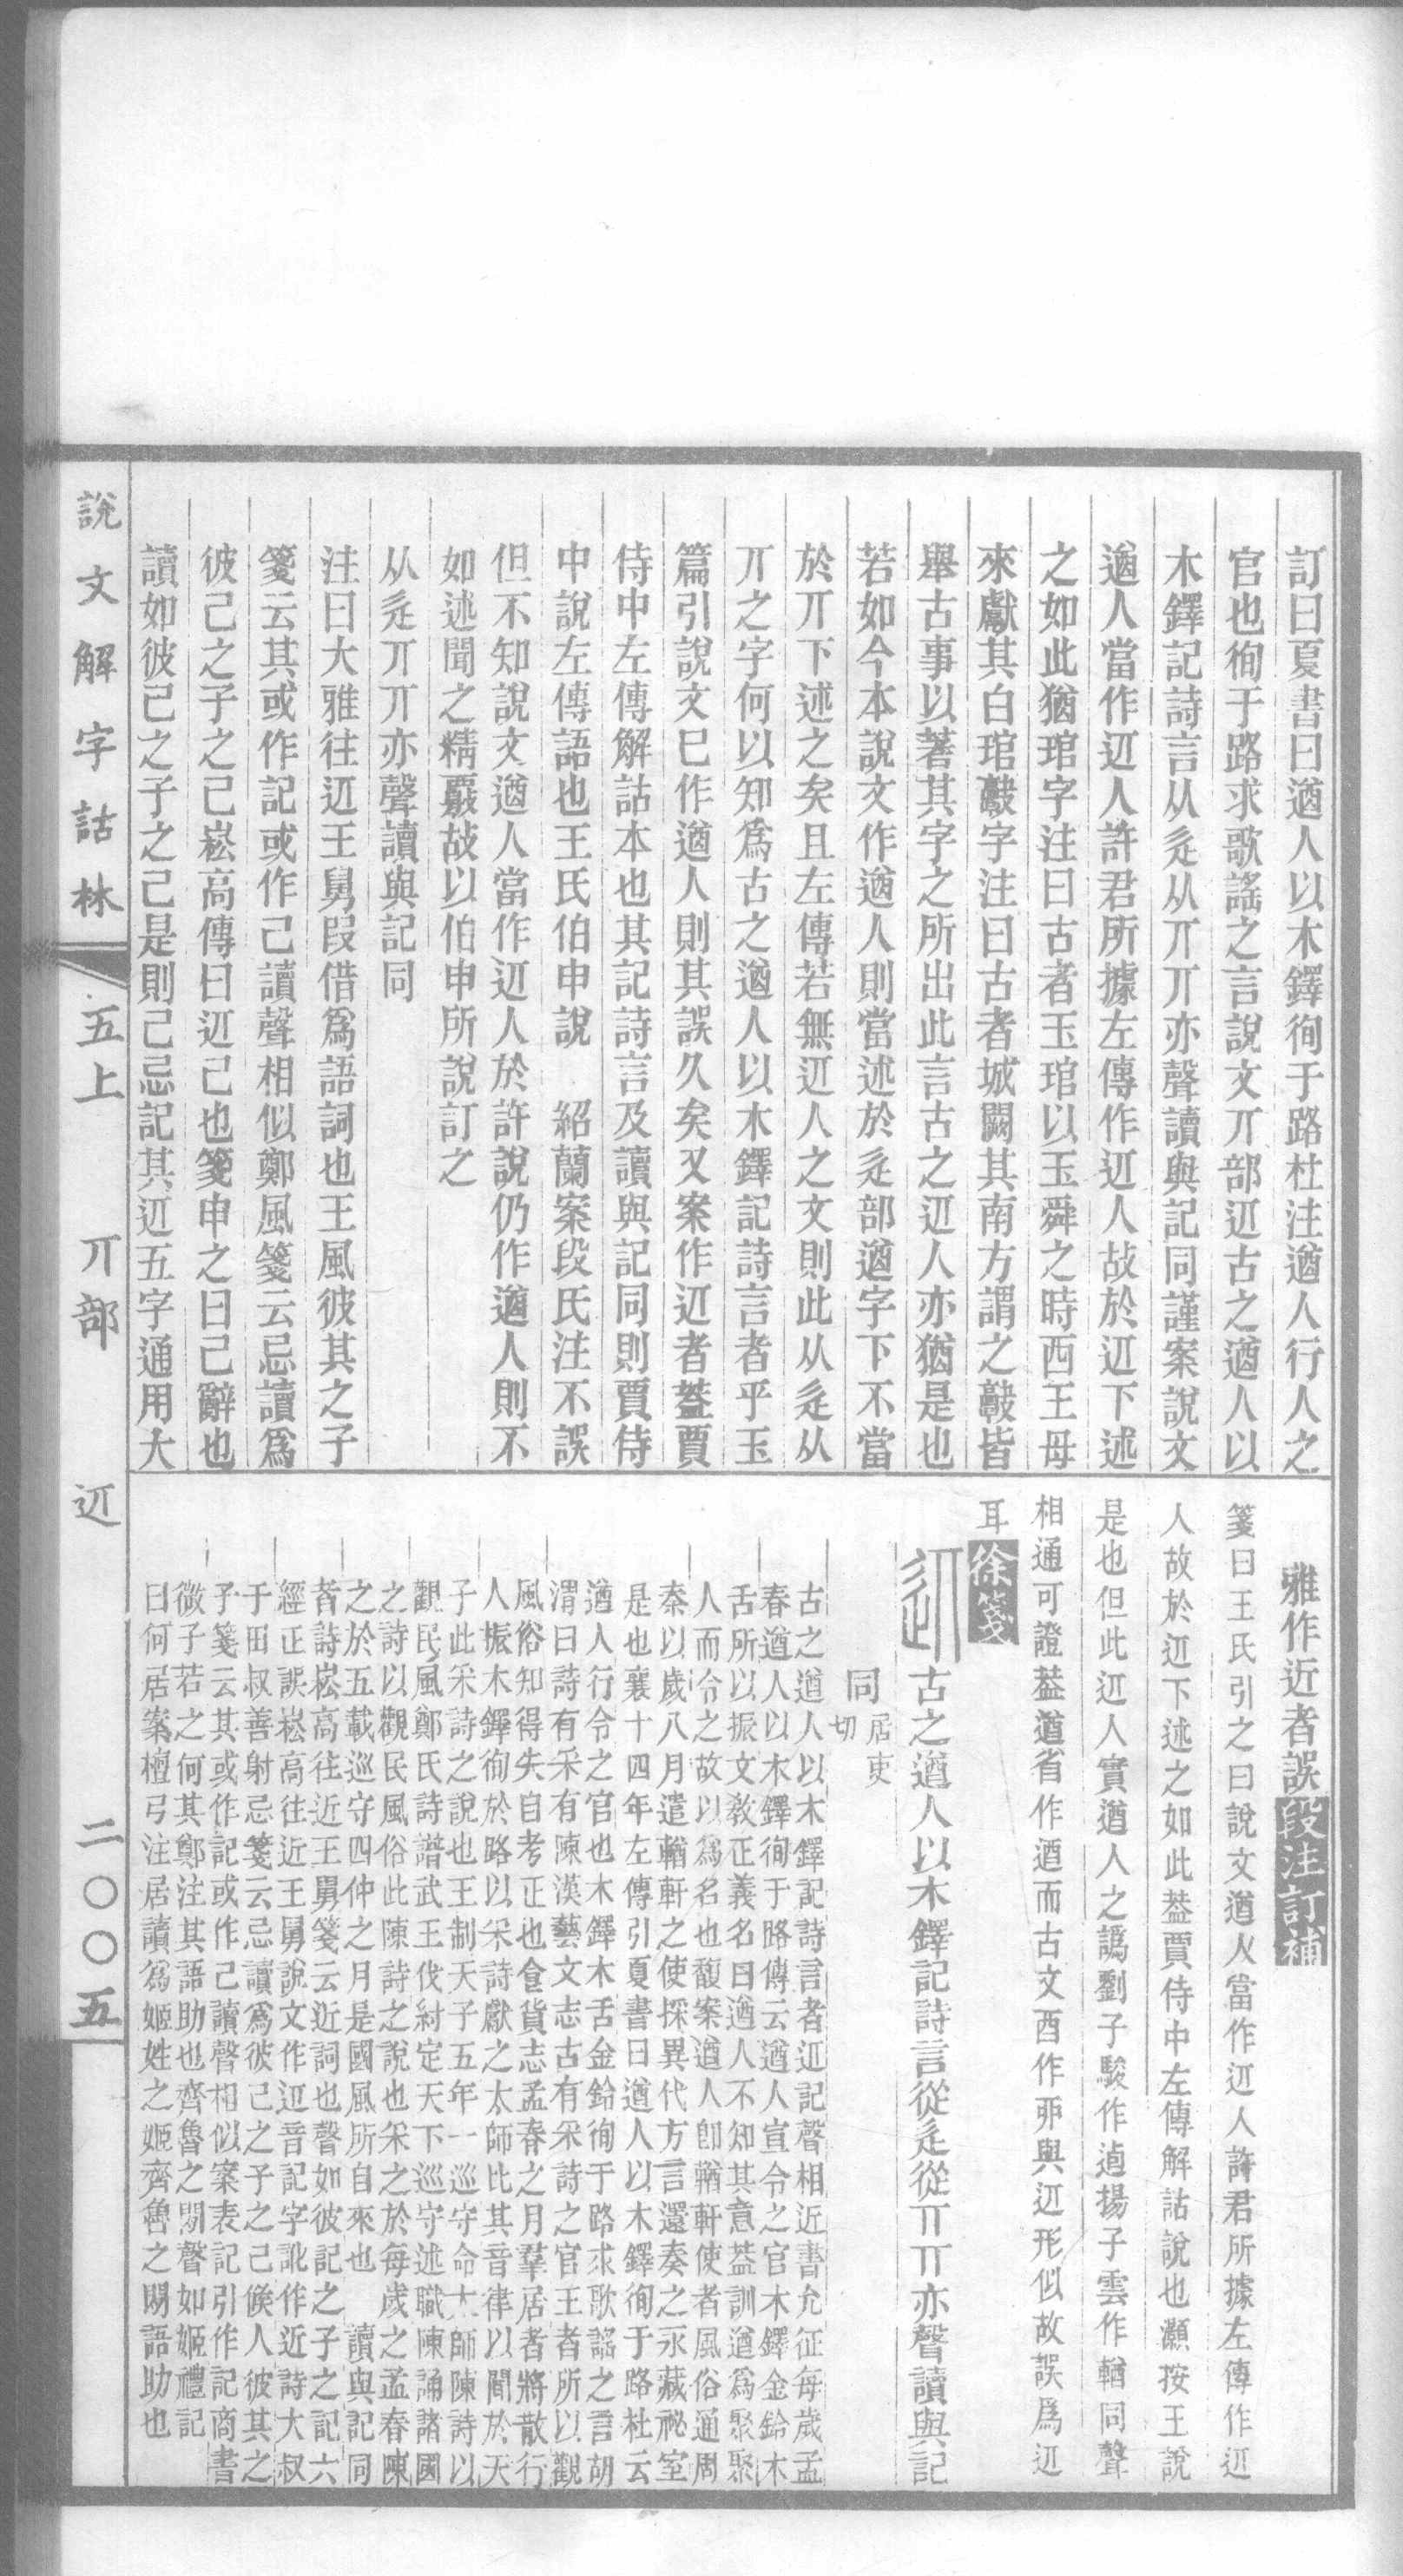 訂曰夏書曰遒人以木鐸徇于路杜注遒人行人之
官也徇于路求歌謠之言說文丌部䢋古之遒人以
木鐸記詩言从辵从丌丌亦聲讀與記同謹案說文
遒人當作䢋人許君所據左傳作䢋人故於䢋下述
之如此猶琯字注曰古者玉琯以玉舜之時西王母
來獻其白琯𩫏字注曰古者城闕其南方謂之𩫏皆
舉古事以著其字之所出此言古之䢋人亦猶是也
若如今本說文作遒人則當述於辵部遒字下不當
於丌下述之矣且左傳若無䢋人之文則此从辵从
丌之字何以知爲古之遒人以木鐸記詩言者乎玉
篇引說文已作遒人則其誤久矣又案作䢋者葢賈
侍中左傳解詁本也其記詩言及讀與記同則賈侍
中說左傳語也王氏伯申說　紹蘭案段氏注不誤
但不知說文遒人當作䢋人於許說仍作遒人則不
如述聞之精覈故以伯申所說訂之
从辵丌丌亦聲讀與記同
注曰大雅往䢋王舅叚借爲語詞也王風彼其之子
箋云其或作記或作己讀聲相似鄭風箋云忌讀爲
彼己之子之己崧高傳曰䢋己也箋申之曰己辭也
讀如彼己之子之己是則己忌記其䢋五字通用大
雅作近者誤段注訂補
箋曰王氏引之曰說文遒人當作䢋人許君所據左傳作䢋
人故於䢋下述之如此葢賈侍中左傳解詁說也灝按王說
是也但此䢋人實遒人之譌劉子駿作逌揚子雲作輶同聲
相通可證葢遒省作逎而古文酉作丣與䢋形似故誤爲䢋
耳徐箋
䢋古之遒人以木鐸記詩言從辵從丌丌亦聲讀與記
同居吏切
古之遒人以木鐸記詩言者䢋記聲相近書允征每歲孟
春遒人以木鐸徇于路傳云遒人宣令之官木鐸金鈴木
舌所以振文敎正義名曰遒人不知其意葢訓遒爲聚聚
人而令之故以爲名也馥案遒人卽輶軒使者風俗通周
秦以歲八月遣輶軒之使採異代方言還奏之永藏祕室
是也襄十四年左傳引夏書曰遒人以木鐸徇于路杜云
遒人行令之官也木鐸木舌金鈴徇于路求歌謠之言胡
渭曰詩有采有陳漢藝文志古有采詩之官王者所以觀
風俗知得失自考正也食貨志孟春之月羣居者將散行
人振木鐸徇於路以采詩獻之太師比其音律以聞於天
子此采詩之說也王制天子五年一巡守命大師陳詩以
觀民風鄭氏詩譜武王伐紂定天下巡守述職陳誦諸國
之詩以觀民風俗此陳詩之說也采之於每歲之孟春陳
之於五載巡守四仲之月是國風所自來也　讀與記同
者詩崧高往近王舅箋云近詞也聲如彼記之子之記六
經正誤崧高往近王舅說文作䢋音記字訛作近詩大叔
于田叔善射忌箋云忌讀爲彼己之子之己候人彼其之
子箋云其或作記或作己讀聲相似案表記引作記商書
微子若之何其鄭注其語助也齊魯之間聲如姬禮記
曰何居案檀弓注居讀爲姬姓之姬齊魯之間語助也
說文解字詁林　五上　丌部　䢋　二〇〇五